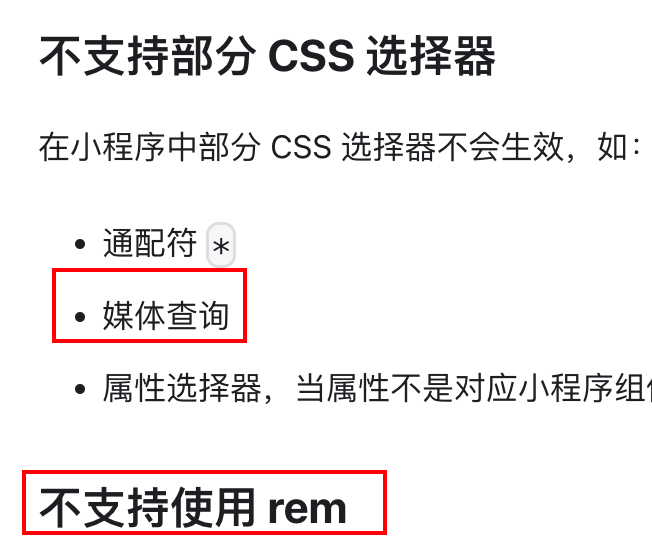 不支持部分 CSS 选择器
在小程序中部分 CSS 选择器不会生效，如：
通配符 *
媒体查询
属性选择器，当属性不是对应小程序组
不支持使用 rem